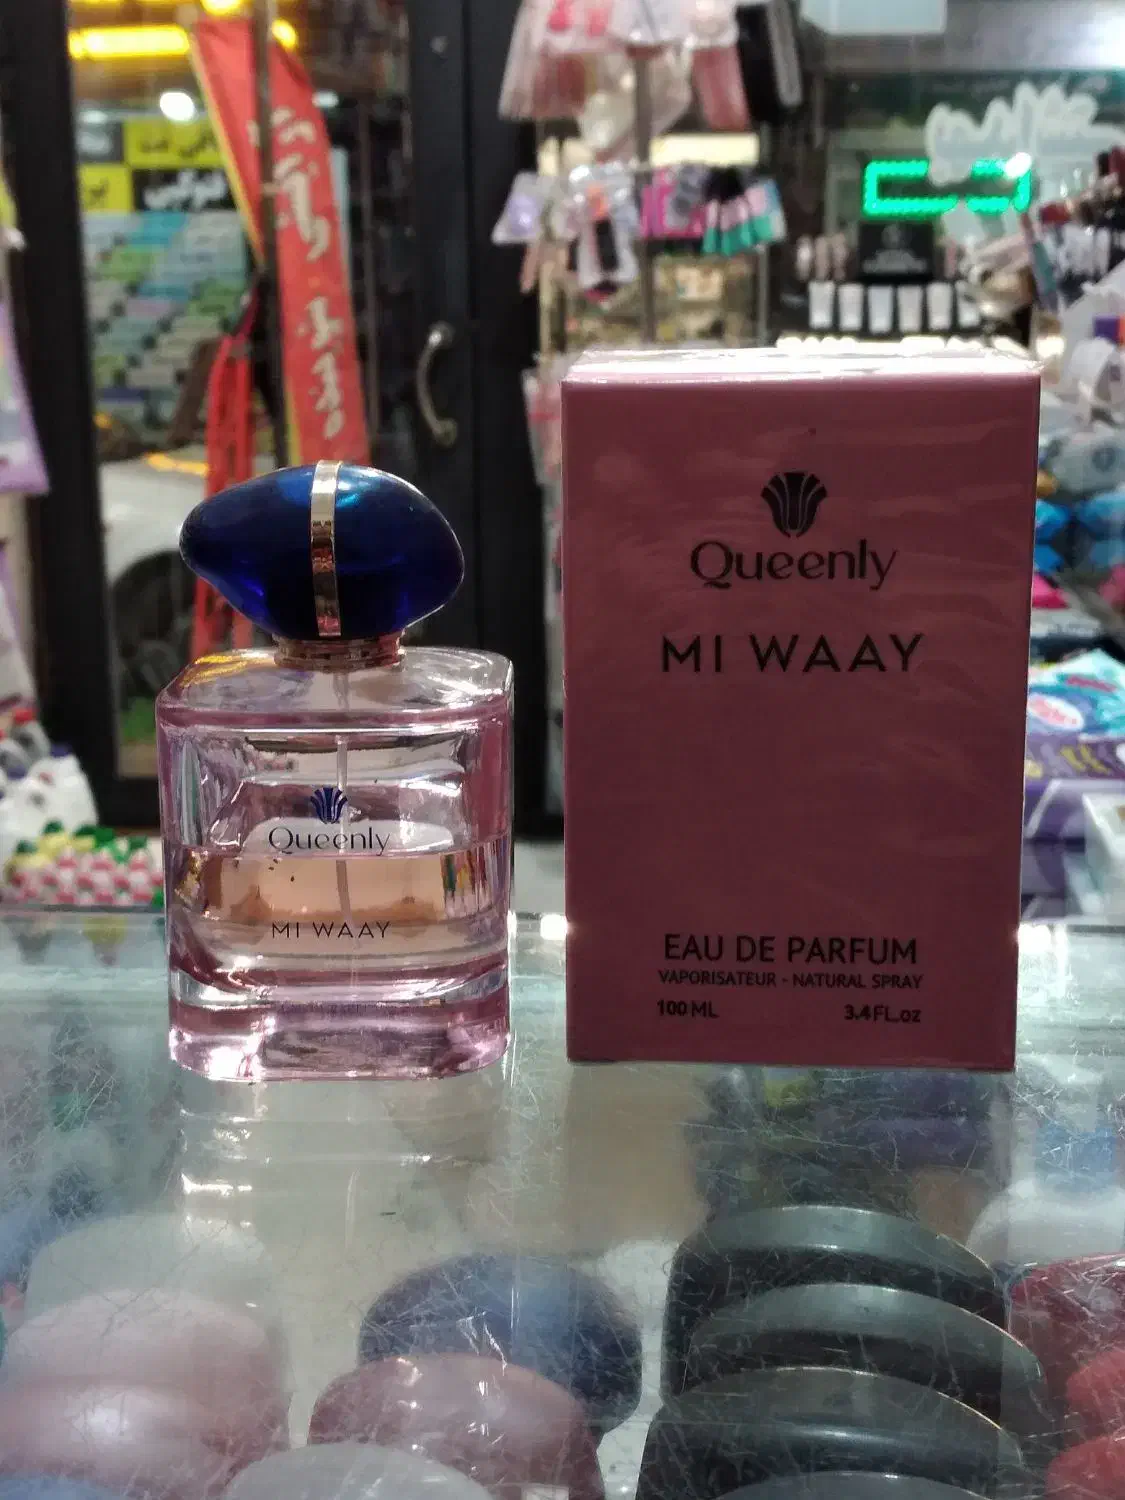 Queenly
MI WAAY
EAU DE PARFUM
VAPORISATEUR - NATURAL SPRAY
100 ML 3.4 FL.oz
Queenly
MI WAAY